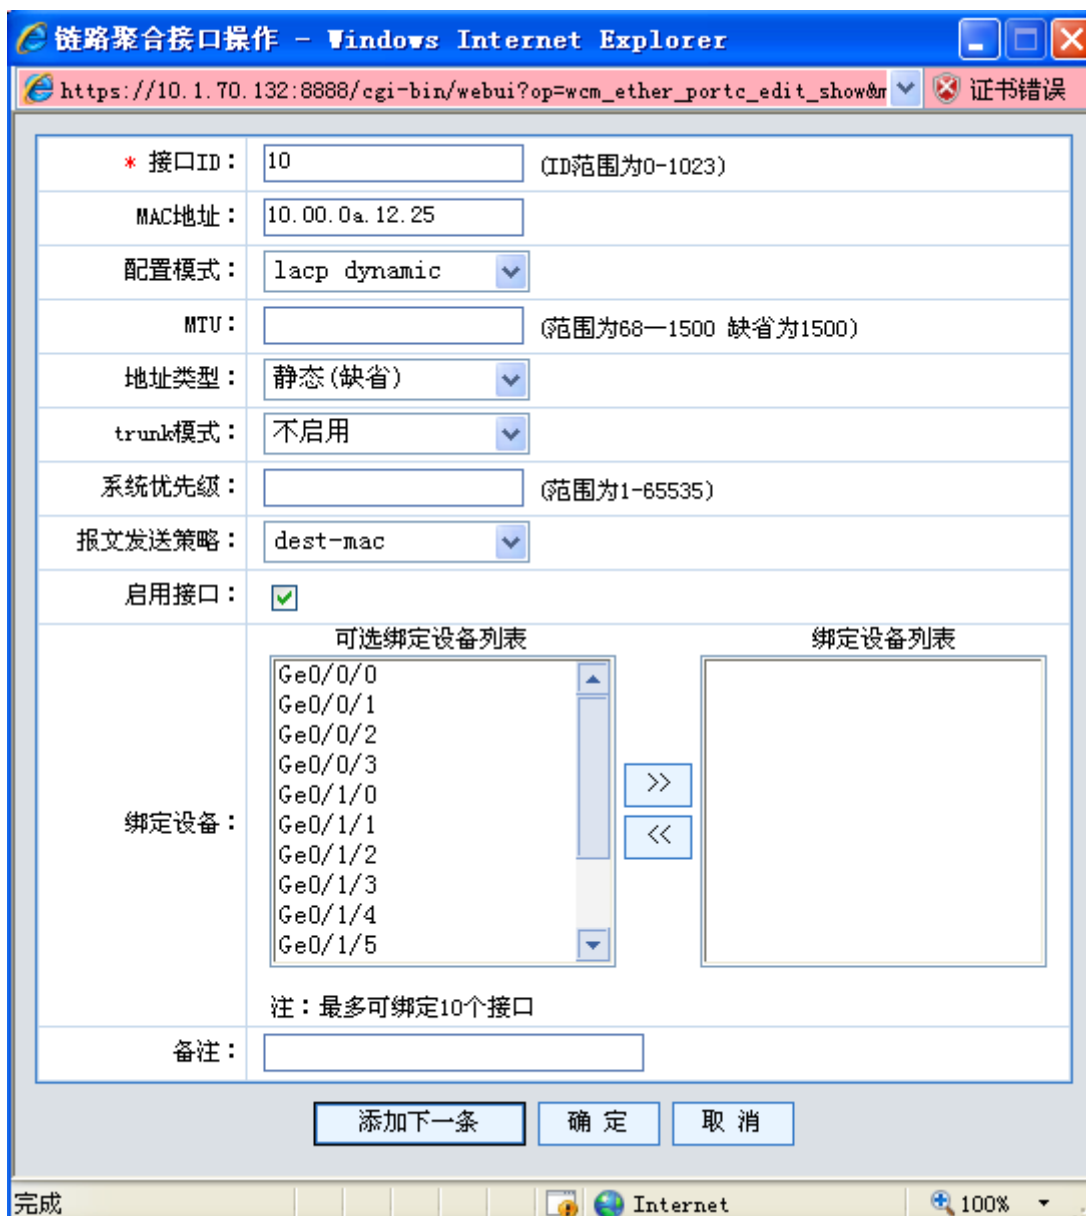 链路聚合接口操作 - Windows Internet Explorer
https://10.1.70.132:8888/cgi-bin/webui?op=wcm_ether_portc_edit_show&m 证书错误
* 接口ID： 10 (ID范围为0-1023)
MAC地址： 10.00.0a.12.25
配置模式： lacp dynamic
MTU： (范围为68—1500 缺省为1500)
地址类型： 静态(缺省)
trunk模式： 不启用
系统优先级： (范围为1-65535)
报文发送策略： dest-mac
启用接口：
可选绑定设备列表 绑定设备列表
Ge0/0/0
Ge0/0/1
Ge0/0/2
Ge0/0/3
>>
Ge0/1/0
绑定设备： Ge0/1/1
<<
Ge0/1/2
Ge0/1/3
Ge0/1/4
Ge0/1/5
注：最多可绑定10个接口
备注：
添加下一条 确 定 取 消
完成 Internet 100%